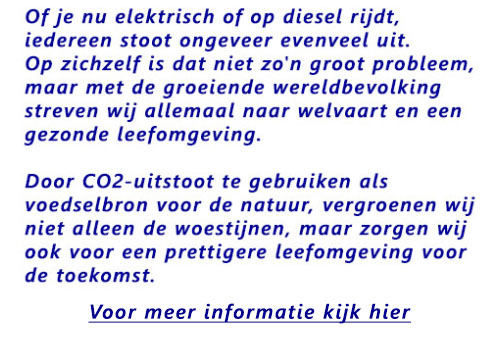 Of je nu elektrisch of op diesel rijdt,
iedereen stoot ongeveer evenveel uit.
Op zichzelf is dat niet zo'n groot probleem,
maar met de groeiende wereldbevolking
streven wij allemaal naar welvaart en een
gezonde leefomgeving.

Door CO2-uitstoot te gebruiken als
voedselbron voor de natuur, vergroenen wij
niet alleen de woestijnen, maar zorgen wij
ook voor een prettigere leefomgeving voor
de toekomst.

Voor meer informatie kijk hier